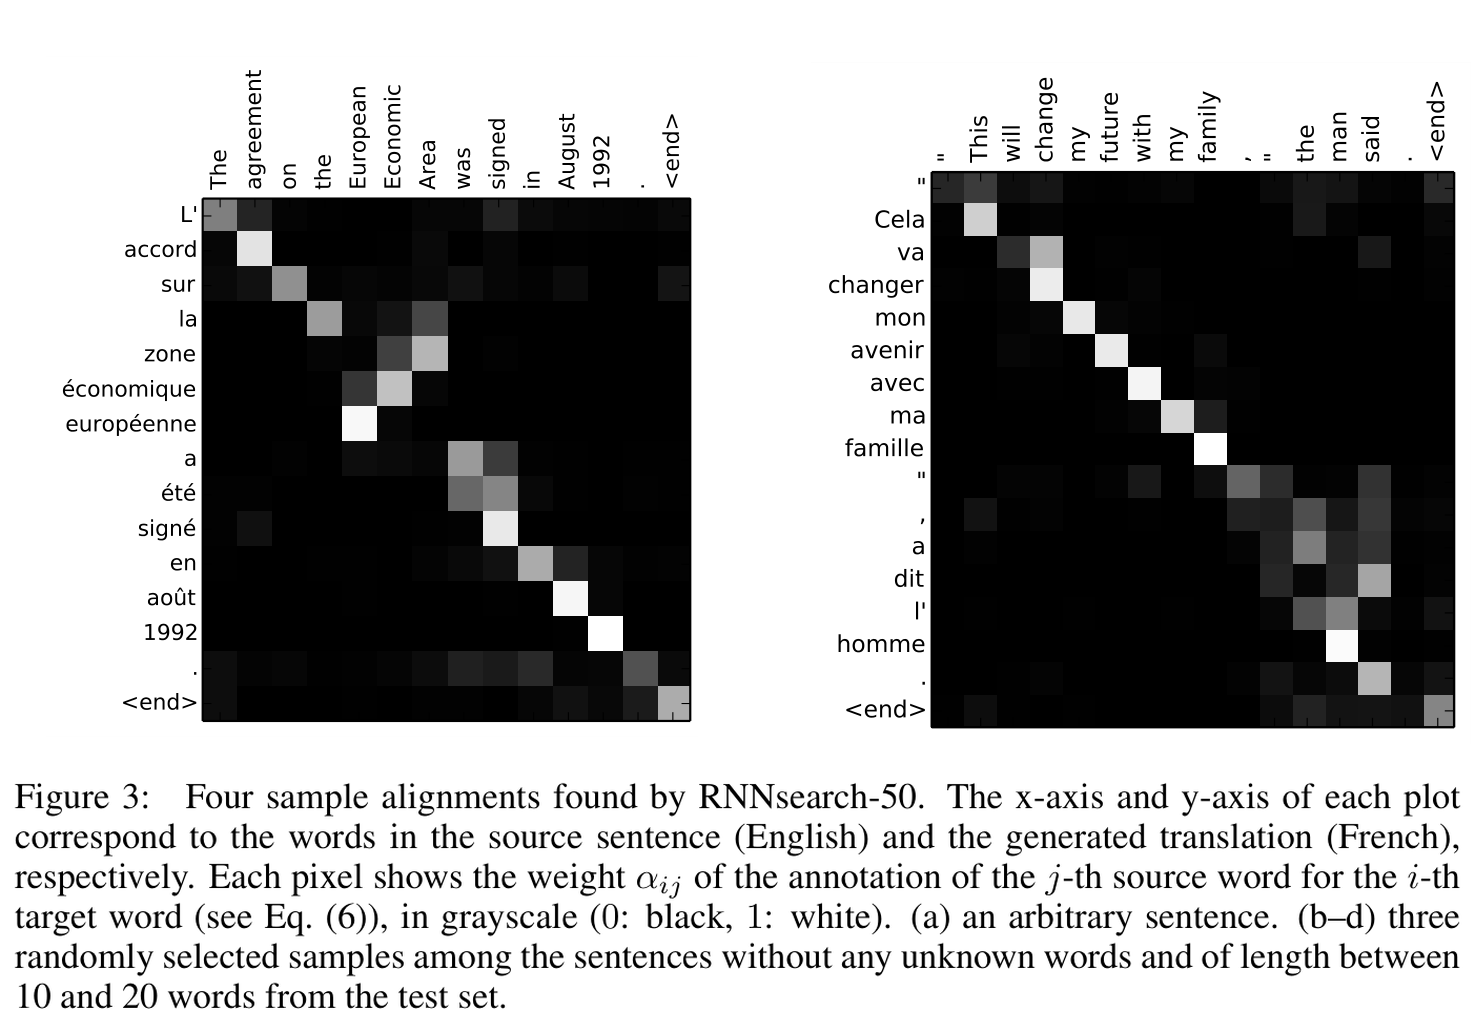 The
agreement
on
the
European
Economic
Area
was
signed
in
August
1992
.
<end>
L'
accord
sur
la
zone
économique
européenne
a
été
signé
en
août
1992
.
<end>
"
This
will
change
my
future
with
my
family
,
"
the
man
said
.
<end>
"
Cela
va
changer
mon
avenir
avec
ma
famille
"
,
a
dit
l'
homme
.
<end>
Figure 3: Four sample alignments found by RNNsearch-50. The x-axis and y-axis of each plot
correspond to the words in the source sentence (English) and the generated translation (French),
respectively. Each pixel shows the weight αij of the annotation of the j-th source word for the i-th
target word (see Eq. (6)), in grayscale (0: black, 1: white). (a) an arbitrary sentence. (b–d) three
randomly selected samples among the sentences without any unknown words and of length between
10 and 20 words from the test set.